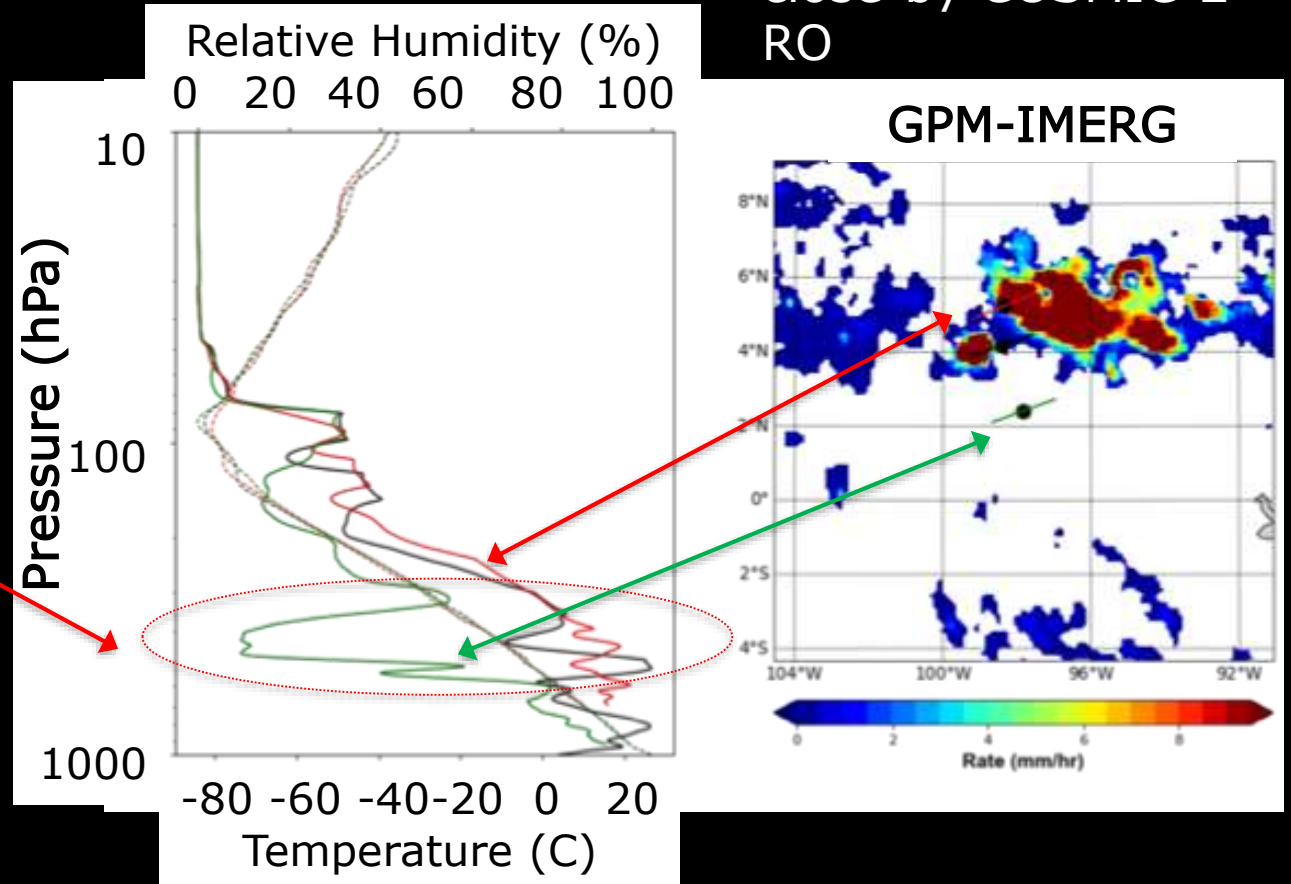 RO
Relative Humidity (%)
0 20 40 60 80 100
GPM-IMERG
10
100
1000
Pressure (hPa)
-80 -60 -40 -20 0 20
Temperature (C)
8°N
6°N
4°N
2°N
0°
2°S
4°S
104°W 100°W 96°W 92°W
0 2 4 6 8
Rate (mm/hr)